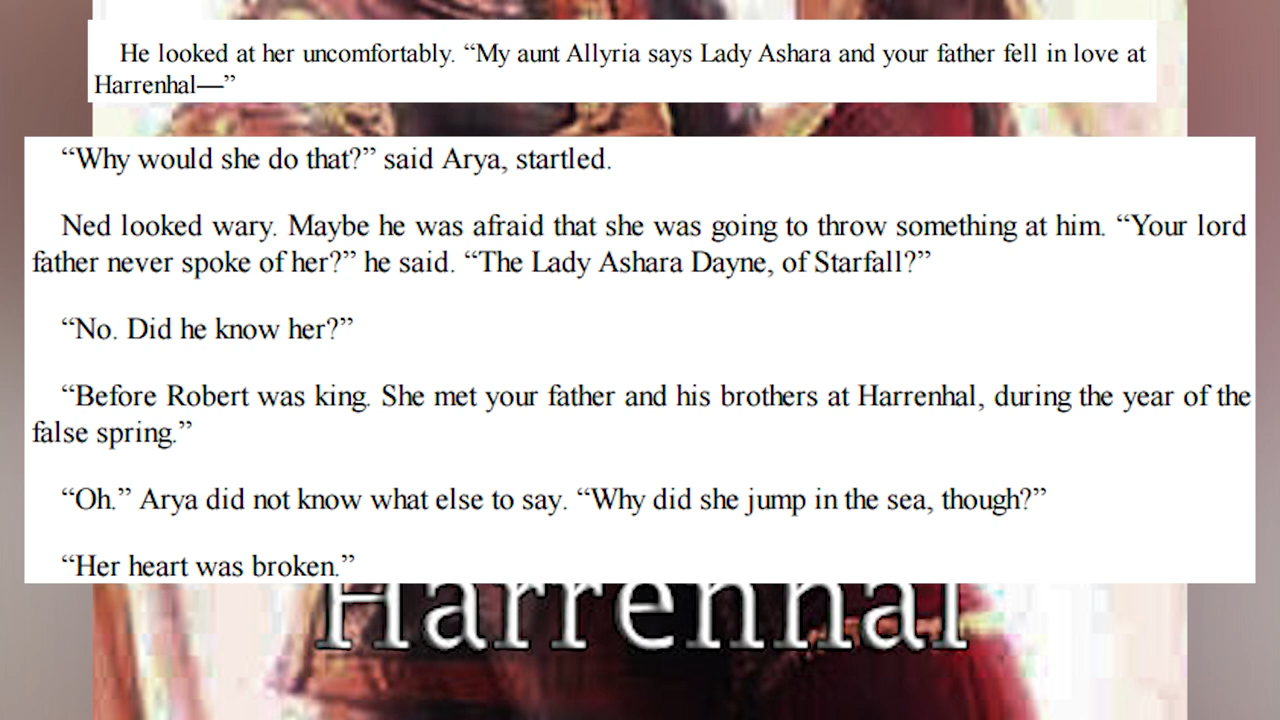 He looked at her uncomfortably. “My aunt Allyria says Lady Ashara and your father fell in love at
Harrenhal—”
“Why would she do that?” said Arya, startled.
Ned looked wary. Maybe he was afraid that she was going to throw something at him. “Your lord
father never spoke of her?” he said. “The Lady Ashara Dayne, of Starfall?”
“No. Did he know her?”
“Before Robert was king. She met your father and his brothers at Harrenhal, during the year of the
false spring.”
“Oh.” Arya did not know what else to say. “Why did she jump in the sea, though?”
“Her heart was broken.”
Harrenhal